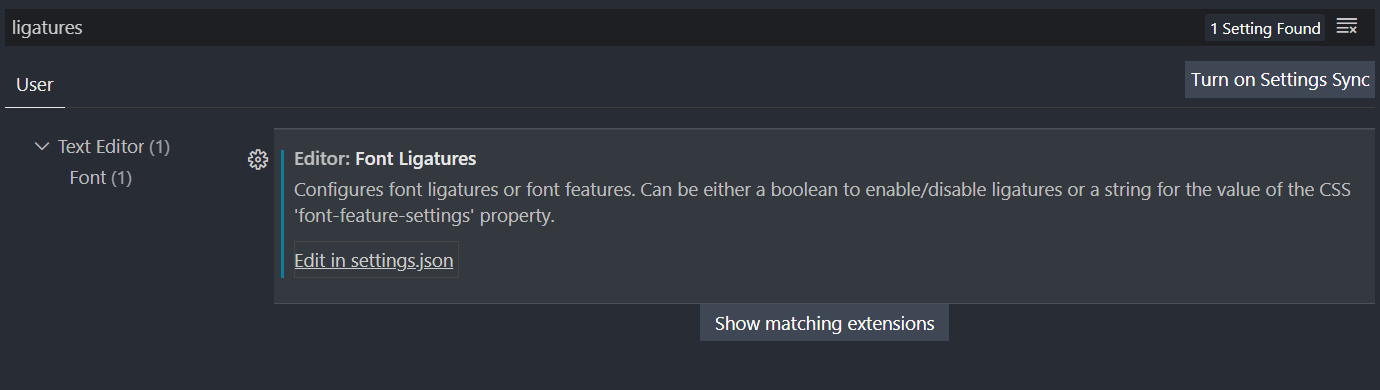 ligatures
1 Setting Found
User
Turn on Settings Sync
Text Editor (1)
Font (1)
Editor: Font Ligatures
Configures font ligatures or font features. Can be either a boolean to enable/disable ligatures or a string for the value of the CSS
'font-feature-settings' property.
Edit in settings.json
Show matching extensions